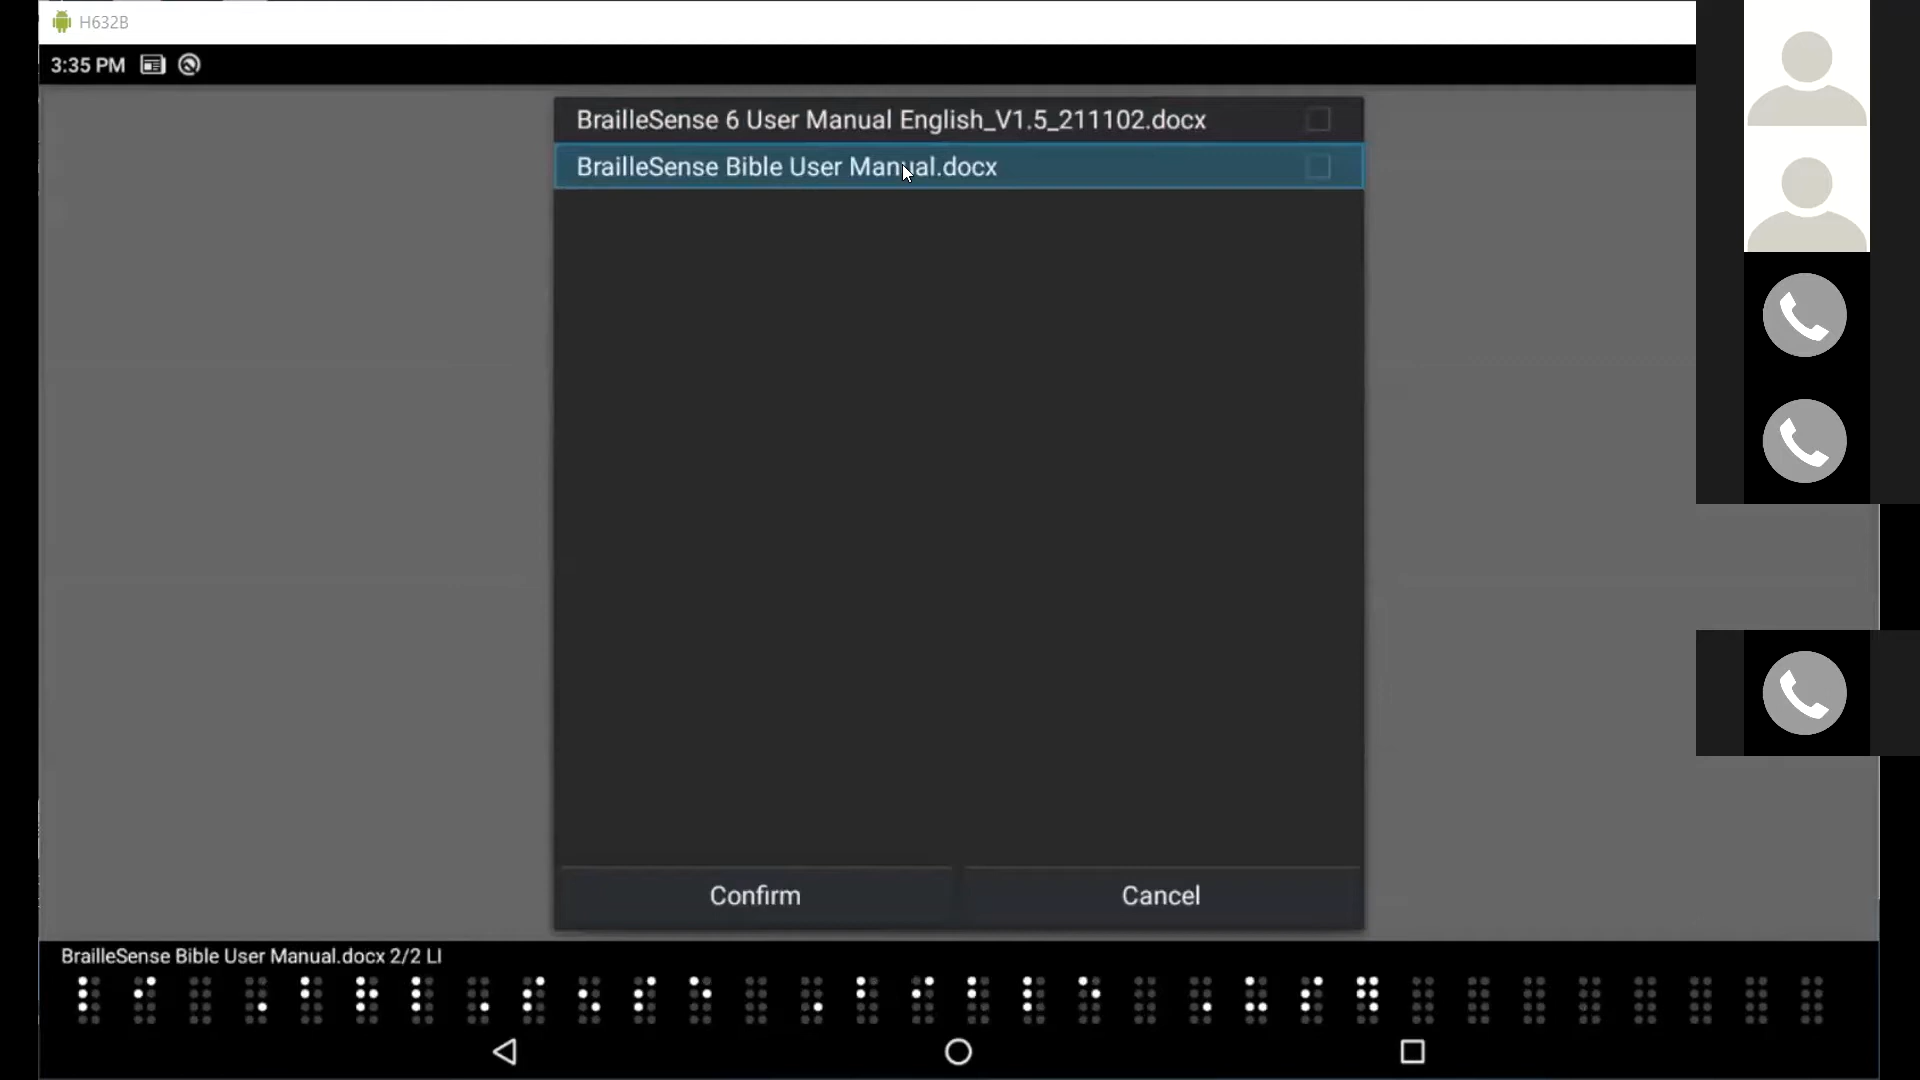 H632B
3:35 PM
BrailleSense 6 User Manual English_V1.5_211102.docx
BrailleSense Bible User Manual.docx
Confirm
Cancel
BrailleSense Bible User Manual.docx 2/2 LI